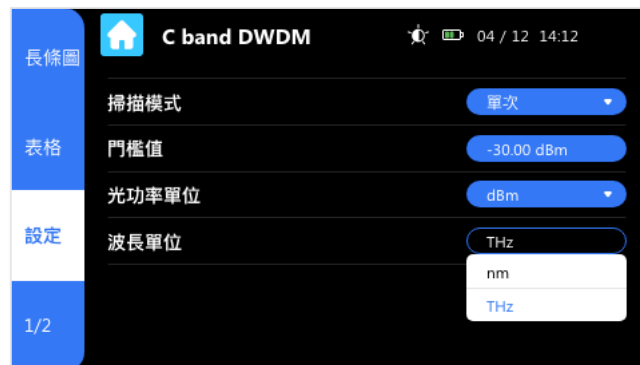 C band DWDM
04 / 12 14:12
長條圖
表格
設定
1/2
掃描模式
單次
門檻值
-30.00 dBm
光功率單位
dBm
波長單位
THz
nm
THz